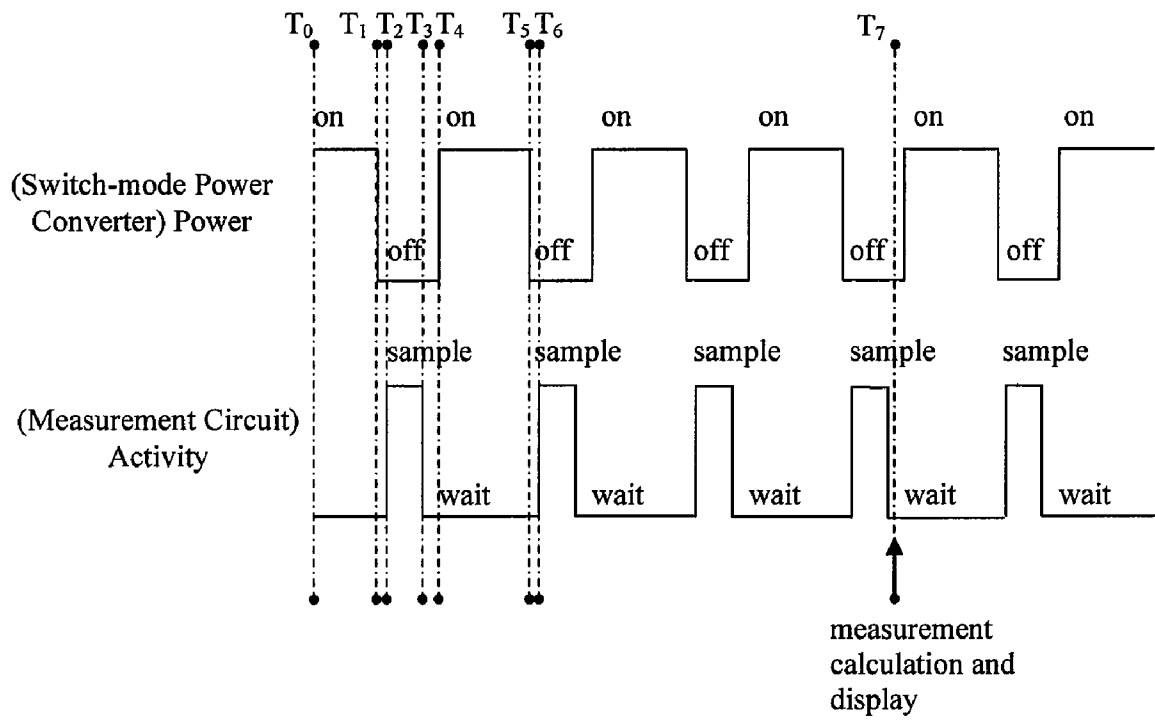 T0 T1 T2 T3 T4 T5 T6 T7
on on on on on on
(Switch-mode Power
Converter) Power
off off off off off
sample sample sample sample sample
(Measurement Circuit)
Activity
wait wait wait wait wait
measurement
calculation and
display